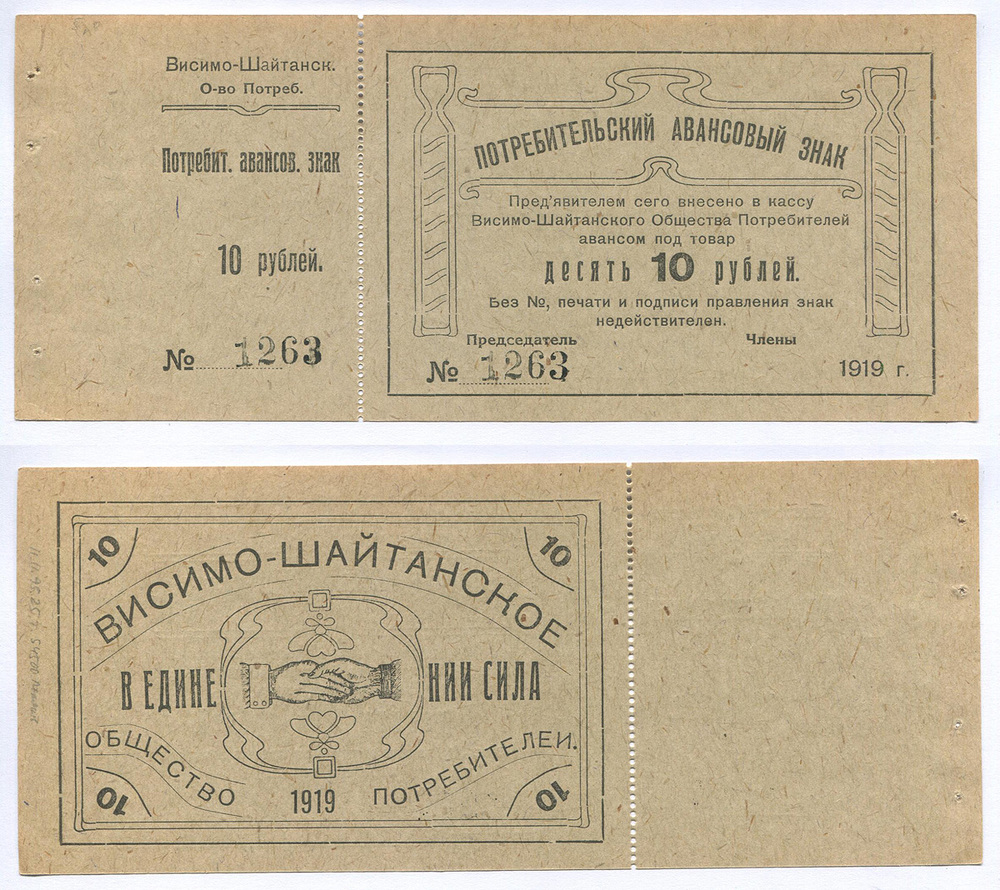 Висимо-Шайтанск.
О-во Потреб.
Потребит. авансов. знак
10 рублей.
№ 1263
ПОТРЕБИТЕЛЬСКИЙ АВАНСОВЫЙ ЗНАК
Пред’явителем сего внесено в кассу
Висимо-Шайтанского Общества Потребителей
авансом под товар
десять 10 рублей.
Без №, печати и подписи правления знак
недействителен.
Председатель Члены
№ 1263 1919 г.
10 10
ВИСИМО-ШАЙТАНСКОЕ
В ЕДИНЕ НИИ СИЛА
ОБЩЕСТВО ПОТРЕБИТЕЛЕЙ.
1919
10 10